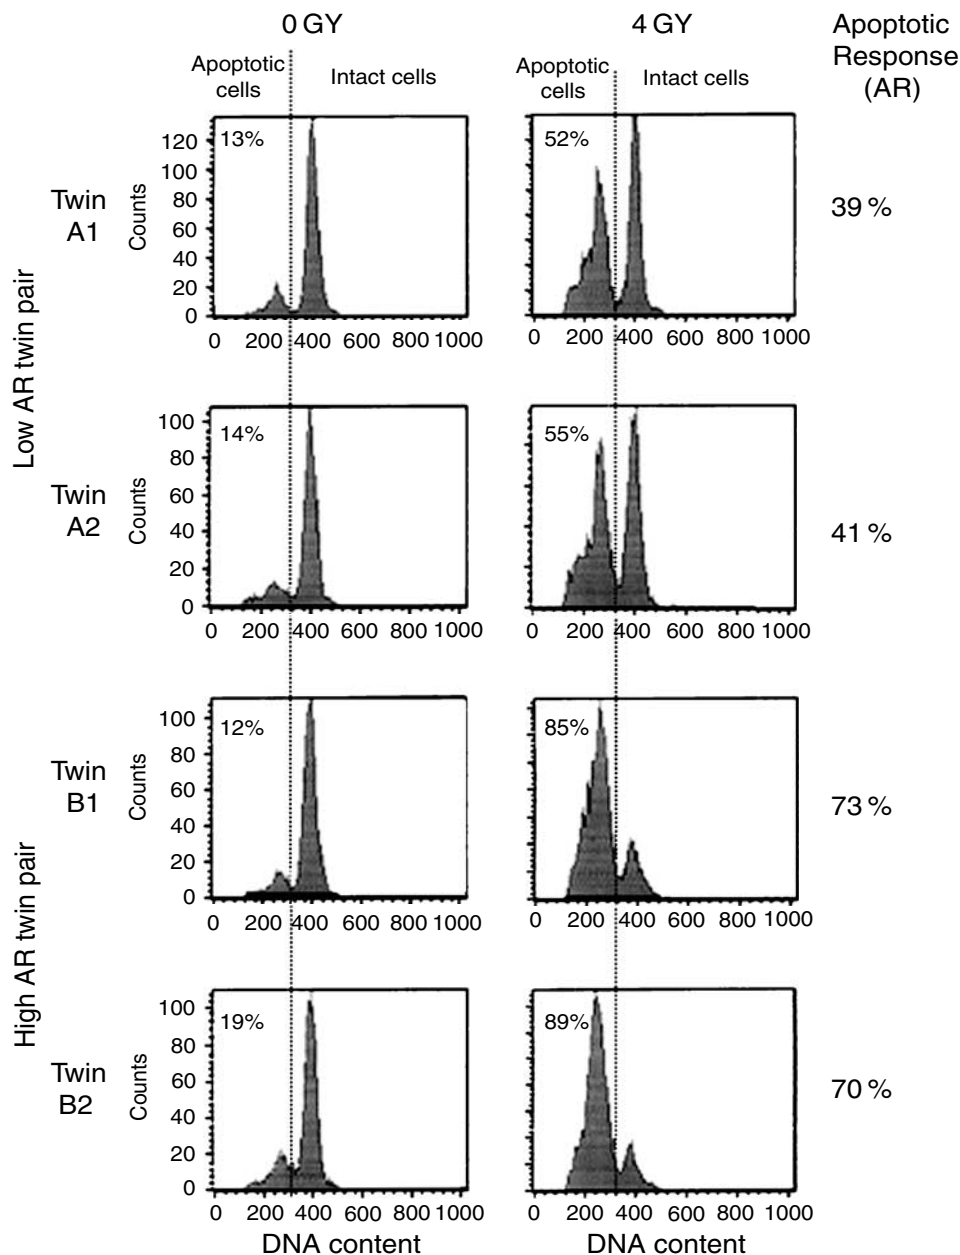 0 GY
4 GY
Apoptotic
Response
(AR)
Apoptotic
cells
Intact cells
Apoptotic
cells
Intact cells
Low AR twin pair
Twin
A1
Counts
120
100
80
60
40
20
0
13%
0 200 400 600 800 1000
52%
0 200 400 600 800 1000
39 %
Twin
A2
Counts
100
80
60
40
20
0
14%
0 200 400 600 800 1000
55%
0 200 400 600 800 1000
41 %
High AR twin pair
Twin
B1
Counts
100
80
60
40
20
0
12%
0 200 400 600 800 1000
85%
0 200 400 600 800 1000
73 %
Twin
B2
Counts
100
80
60
40
20
0
19%
0 200 400 600 800 1000
89%
0 200 400 600 800 1000
70 %
DNA content
DNA content